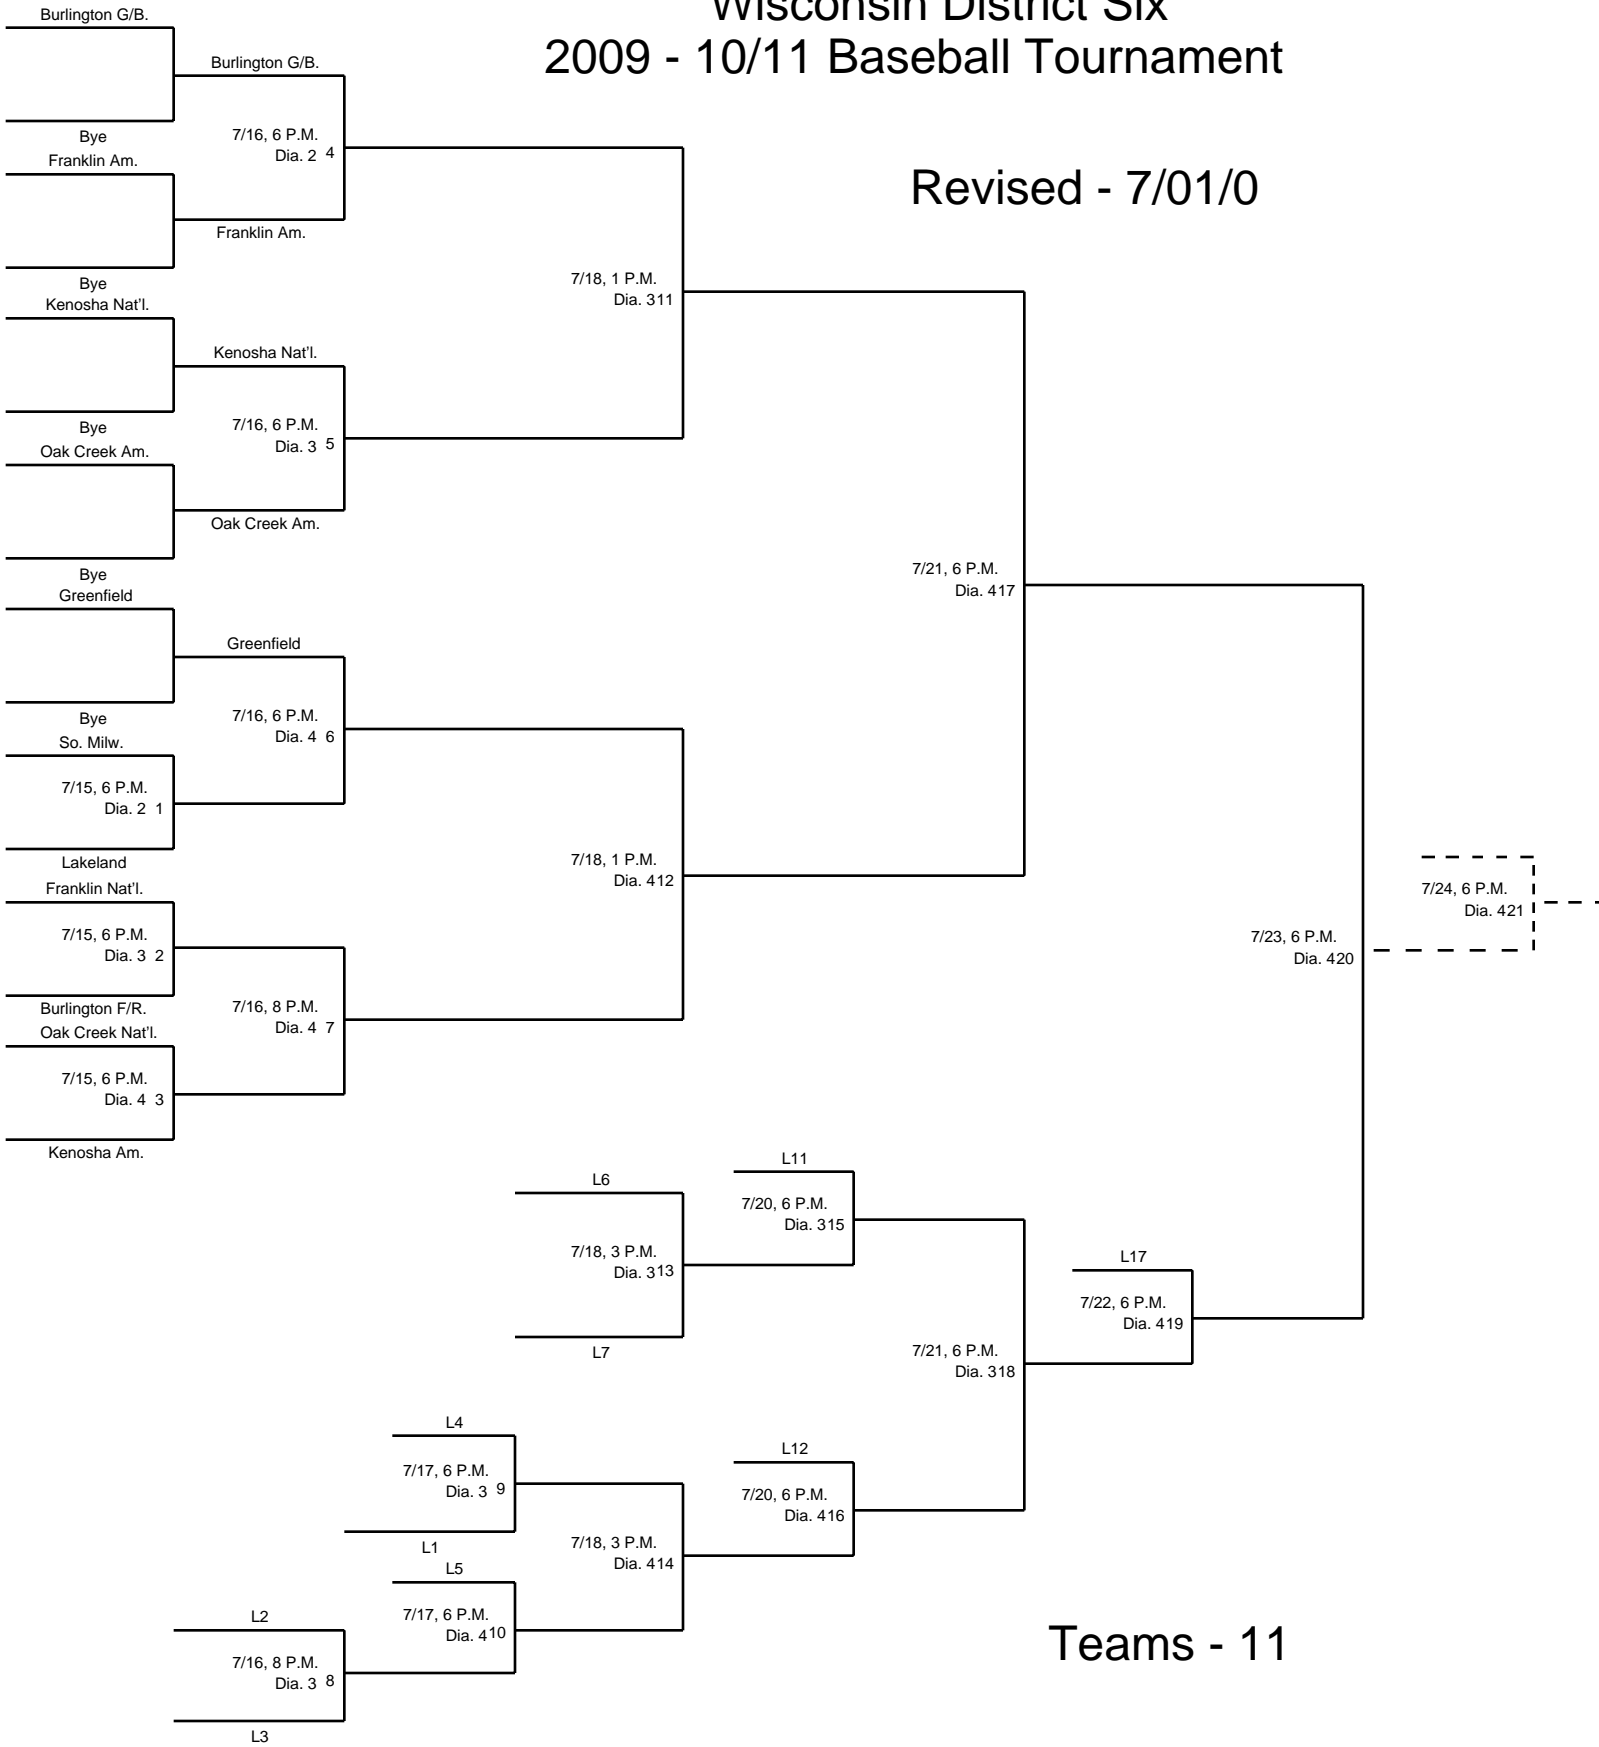 Wisconsin District Six
2009 - 10/11 Baseball Tournament
Revised - 7/01/0
Burlington G/B.
Bye
Burlington G/B.
7/16, 6 P.M.
Dia. 2 4
Franklin Am.
Bye
Franklin Am.
7/18, 1 P.M.
Dia. 311
Kenosha Nat'l.
Bye
Kenosha Nat'l.
7/16, 6 P.M.
Dia. 3 5
Oak Creek Am.
Bye
Oak Creek Am.
7/21, 6 P.M.
Dia. 417
Greenfield
Bye
Greenfield
7/16, 6 P.M.
Dia. 4 6
So. Milw.
7/15, 6 P.M.
Dia. 2 1
Lakeland
7/18, 1 P.M.
Dia. 412
Franklin Nat'l.
7/15, 6 P.M.
Dia. 3 2
Burlington F/R.
7/16, 8 P.M.
Dia. 4 7
Oak Creek Nat'l.
7/15, 6 P.M.
Dia. 4 3
Kenosha Am.
7/23, 6 P.M.
Dia. 420
7/24, 6 P.M.
Dia. 421
L6
7/18, 3 P.M.
Dia. 313
L7
L11
7/20, 6 P.M.
Dia. 315
L17
7/22, 6 P.M.
Dia. 419
7/21, 6 P.M.
Dia. 318
L4
7/17, 6 P.M.
Dia. 3 9
L1
L12
7/20, 6 P.M.
Dia. 416
7/18, 3 P.M.
Dia. 414
L5
7/17, 6 P.M.
Dia. 410
L2
7/16, 8 P.M.
Dia. 3 8
L3
Teams - 11